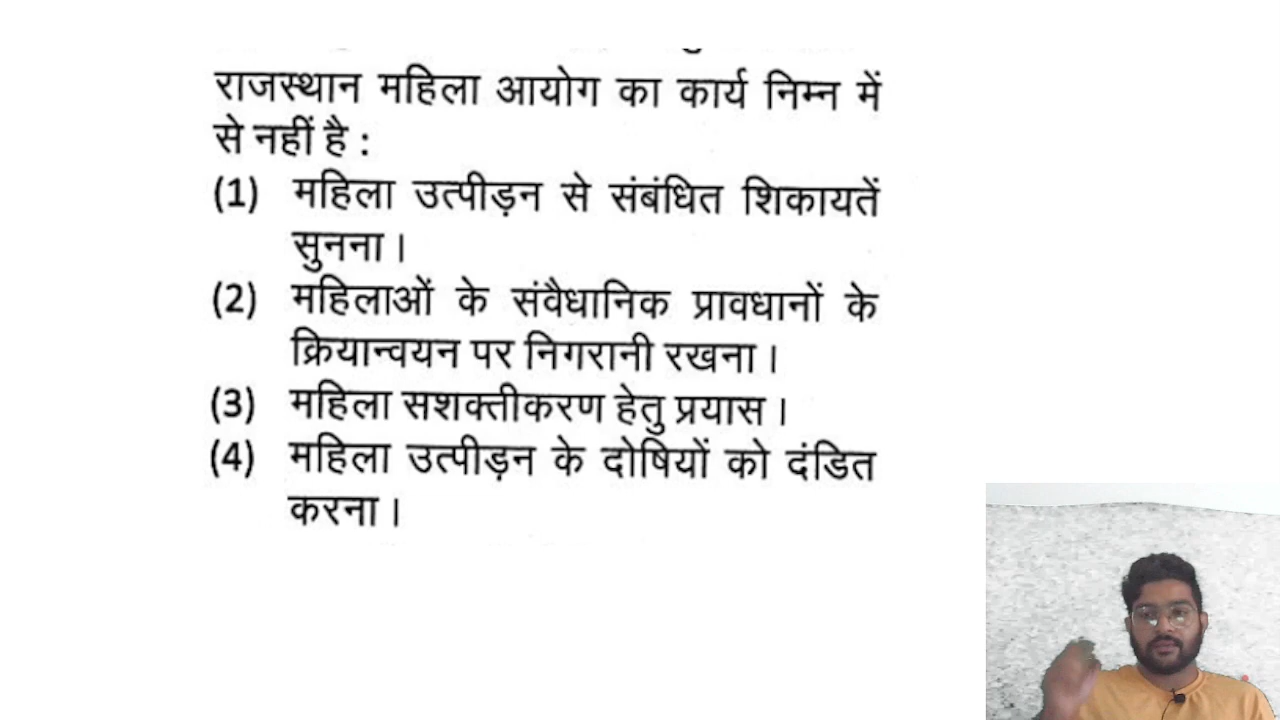 राजस्थान महिला आयोग का कार्य निम्न में
से नहीं है :
(1) महिला उत्पीड़न से संबंधित शिकायतें
सुनना ।
(2) महिलाओं के संवैधानिक प्रावधानों के
क्रियान्वयन पर निगरानी रखना ।
(3) महिला सशक्तीकरण हेतु प्रयास ।
(4) महिला उत्पीड़न के दोषियों को दंडित
करना ।